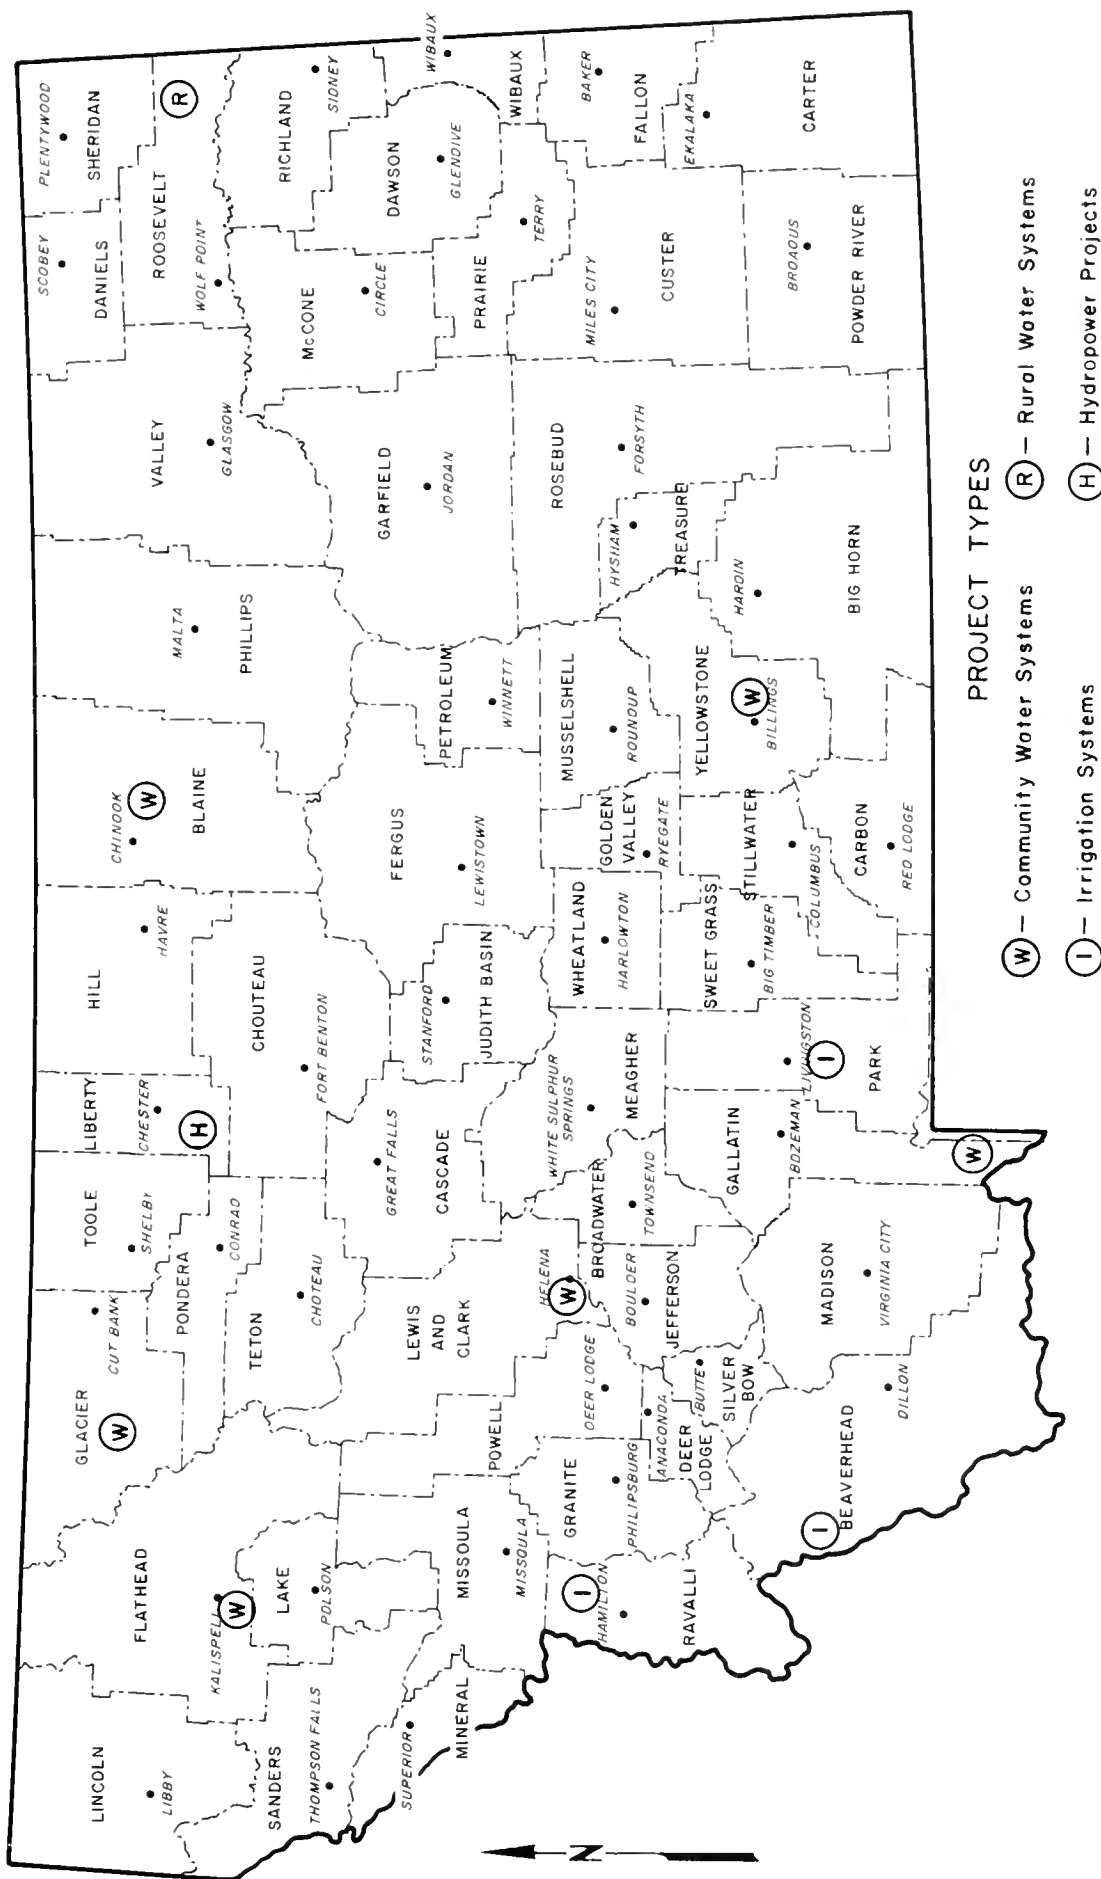 LINCOLN
LIBBY
FLATHEAD
KALISPELL
W
GLACIER
W
CUT BANK
TOOLE
SHELBY
LIBERTY
CHESTER
H
HILL
HAVRE
CHINOOK
W
BLAINE
MALTA
PHILLIPS
VALLEY
GLASGOW
SCOBEY
DANIELS
PLENTYWOOD
SHERIDAN
ROOSEVELT
WOLF POINT
R
SANDERS
THOMPSON FALLS
LAKE
POLSON
PONDERA
CONRAD
TETON
CHOTEAU
CHOUTEAU
FORT BENTON
RICHLAND
SIDNEY
McCONE
CIRCLE
DAWSON
GLENDIVE
WIBAUX
WIBAUX
SUPERIOR
MINERAL
MISSOULA
MISSOULA
POWELL
LEWIS
AND
CLARK
GREAT FALLS
CASCADE
STANFORD
JUDITH BASIN
FERGUS
LEWISTOWN
PETROLEUM
WINNETT
GARFIELD
JORDAN
PRAIRIE
TERRY
HAMILTON
I
RAVALLI
GRANITE
PHILIPSBURG
DEER LODGE
HELENA
W
BROADWATER
TOWNSEND
WHITE SULPHUR
SPRINGS
MEAGHER
WHEATLAND
HARLOWTON
GOLDEN
VALLEY
RYEGATE
MUSSELSHELL
ROUNDUP
HYSHAM
TREASURE
ROSEBUD
FORSYTH
MILES CITY
CUSTER
BAKER
FALLON
ANACONDA
DEER
LODGE
BUTTE
SILVER
BOW
BOULDER
JEFFERSON
GALLATIN
BOZEMAN
LIVINGSTON
I
PARK
SWEET GRASS
BIG TIMBER
STILLWATER
COLUMBUS
YELLOWSTONE
W
BILLINGS
HARDIN
BIG HORN
BROADUS
POWDER RIVER
EKALAKA
CARTER
I
BEAVERHEAD
DILLON
MADISON
VIRGINIA CITY
W
CARBON
RED LODGE
N
PROJECT TYPES
W – Community Water Systems
R – Rural Water Systems
I – Irrigation Systems
H – Hydropower Projects